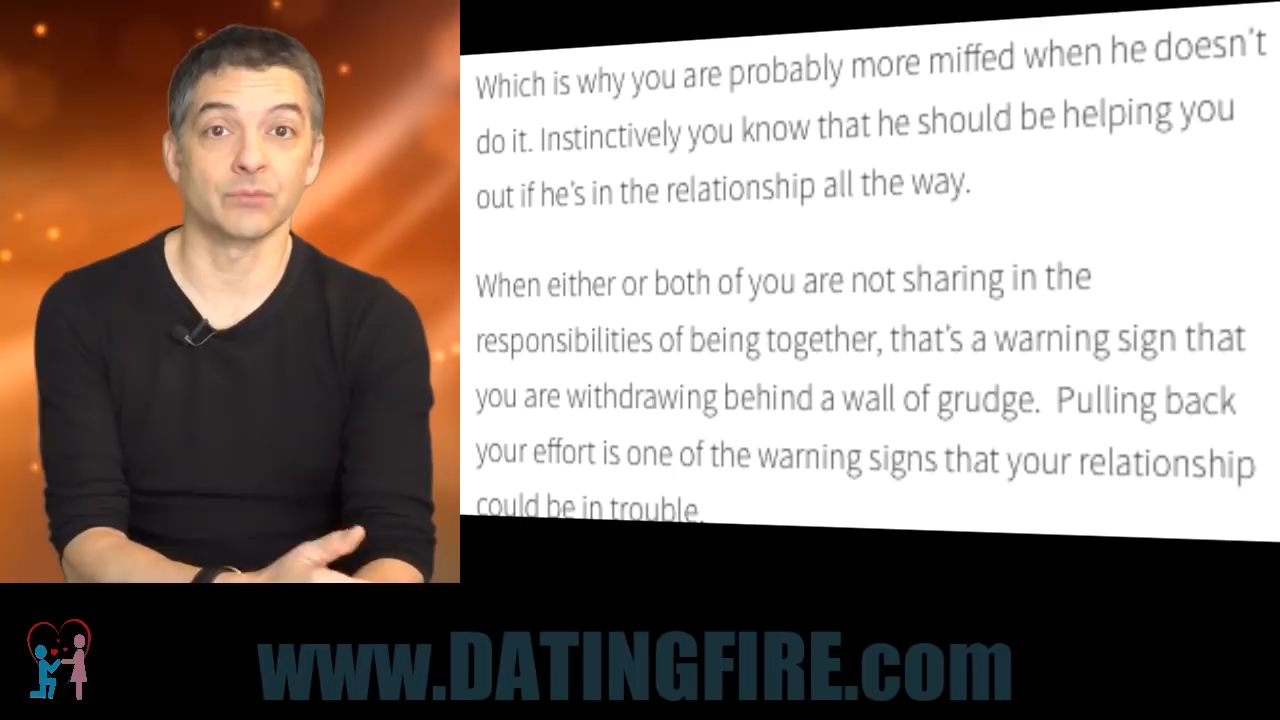 Which is why you are probably more miffed when he doesn't
do it. Instinctively you know that he should be helping you
out if he's in the relationship all the way.
When either or both of you are not sharing in the
responsibilities of being together, that's a warning sign that
you are withdrawing behind a wall of grudge. Pulling back
your effort is one of the warning signs that your relationship
could be in trouble.
www.DATINGFIRE.com